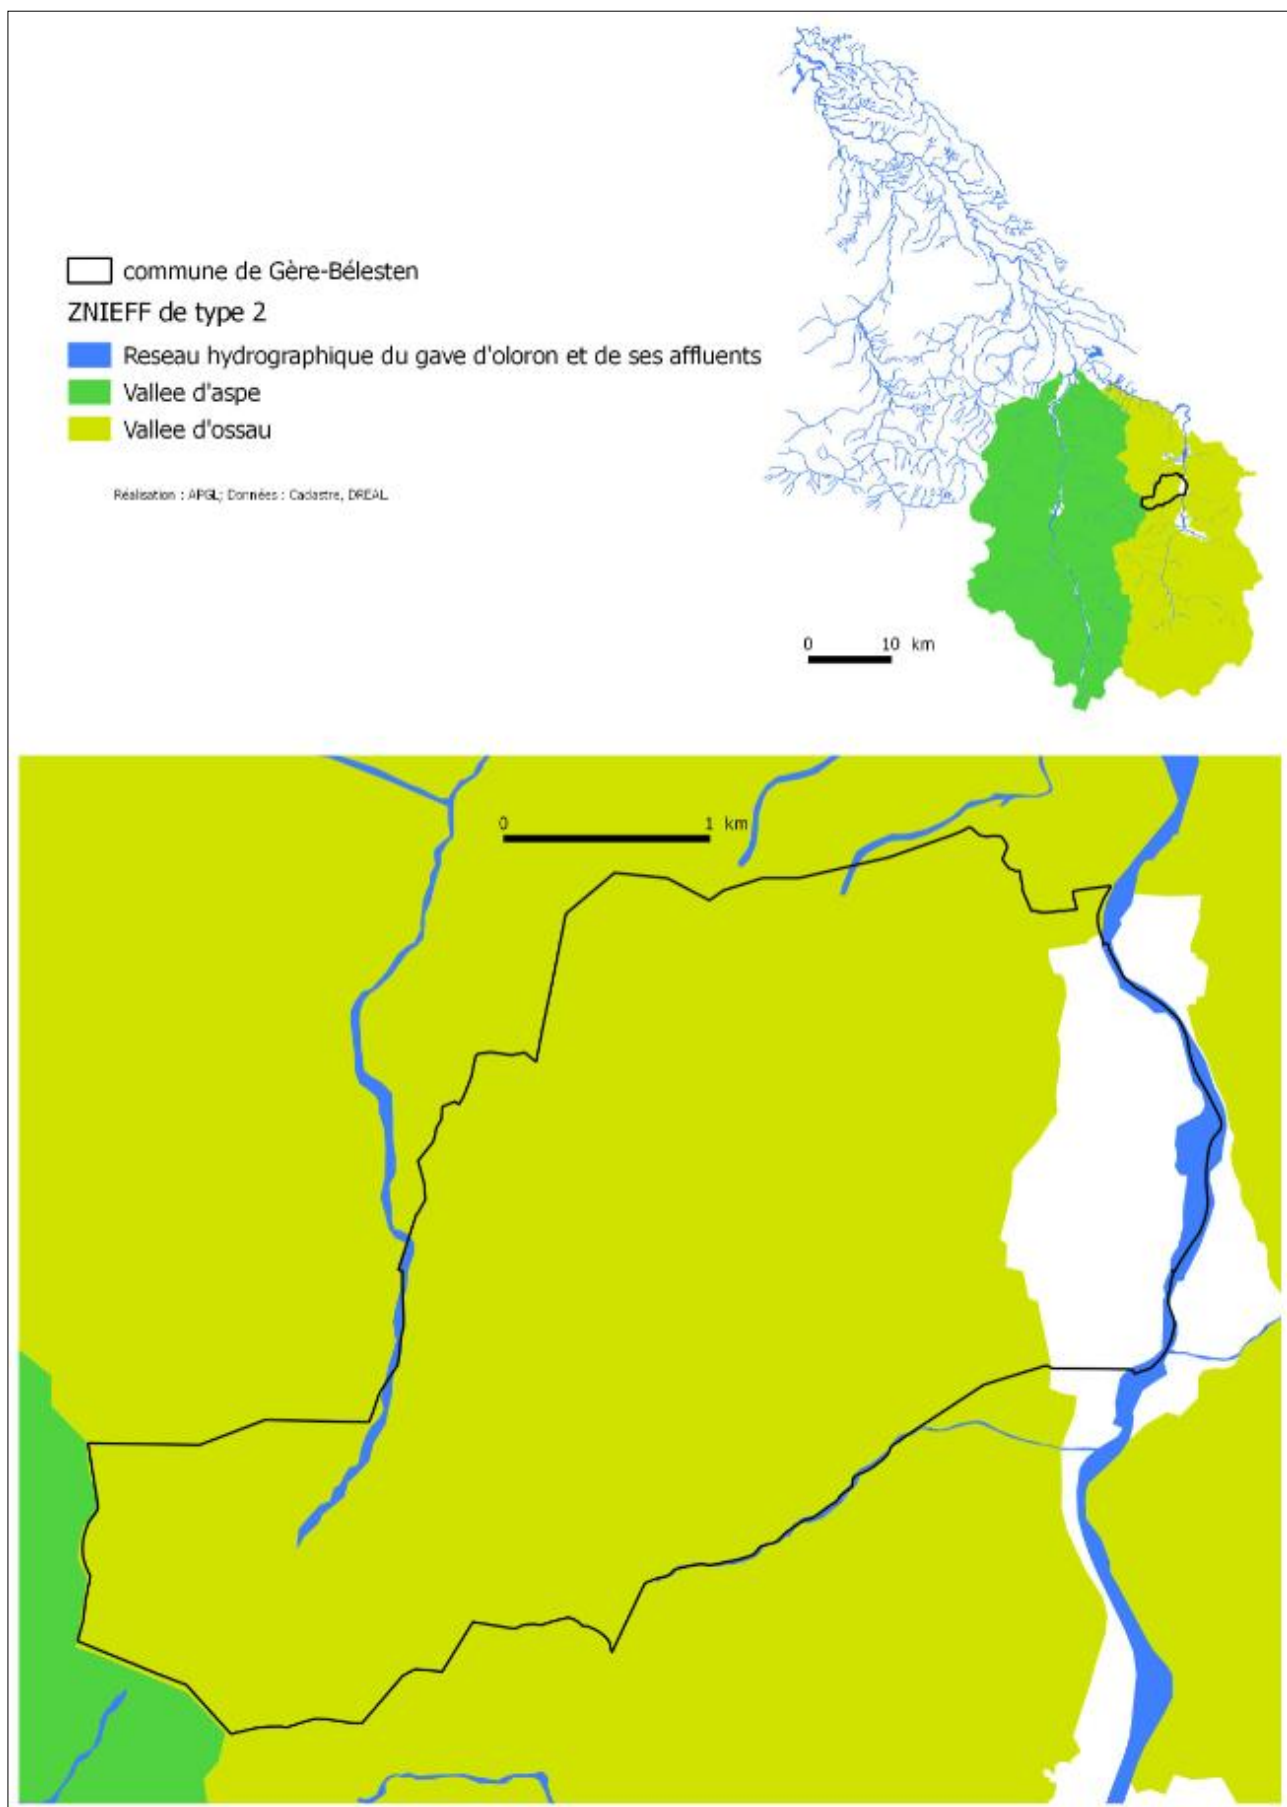 commune de Gère-Bélesten
ZNIEFF de type 2
Reseau hydrographique du gave d'oloron et de ses affluents
Vallee d'aspe
Vallee d'ossau
Réalisation : APGL; Données : Cadastre, DREAL
0 10 km
0 1 km